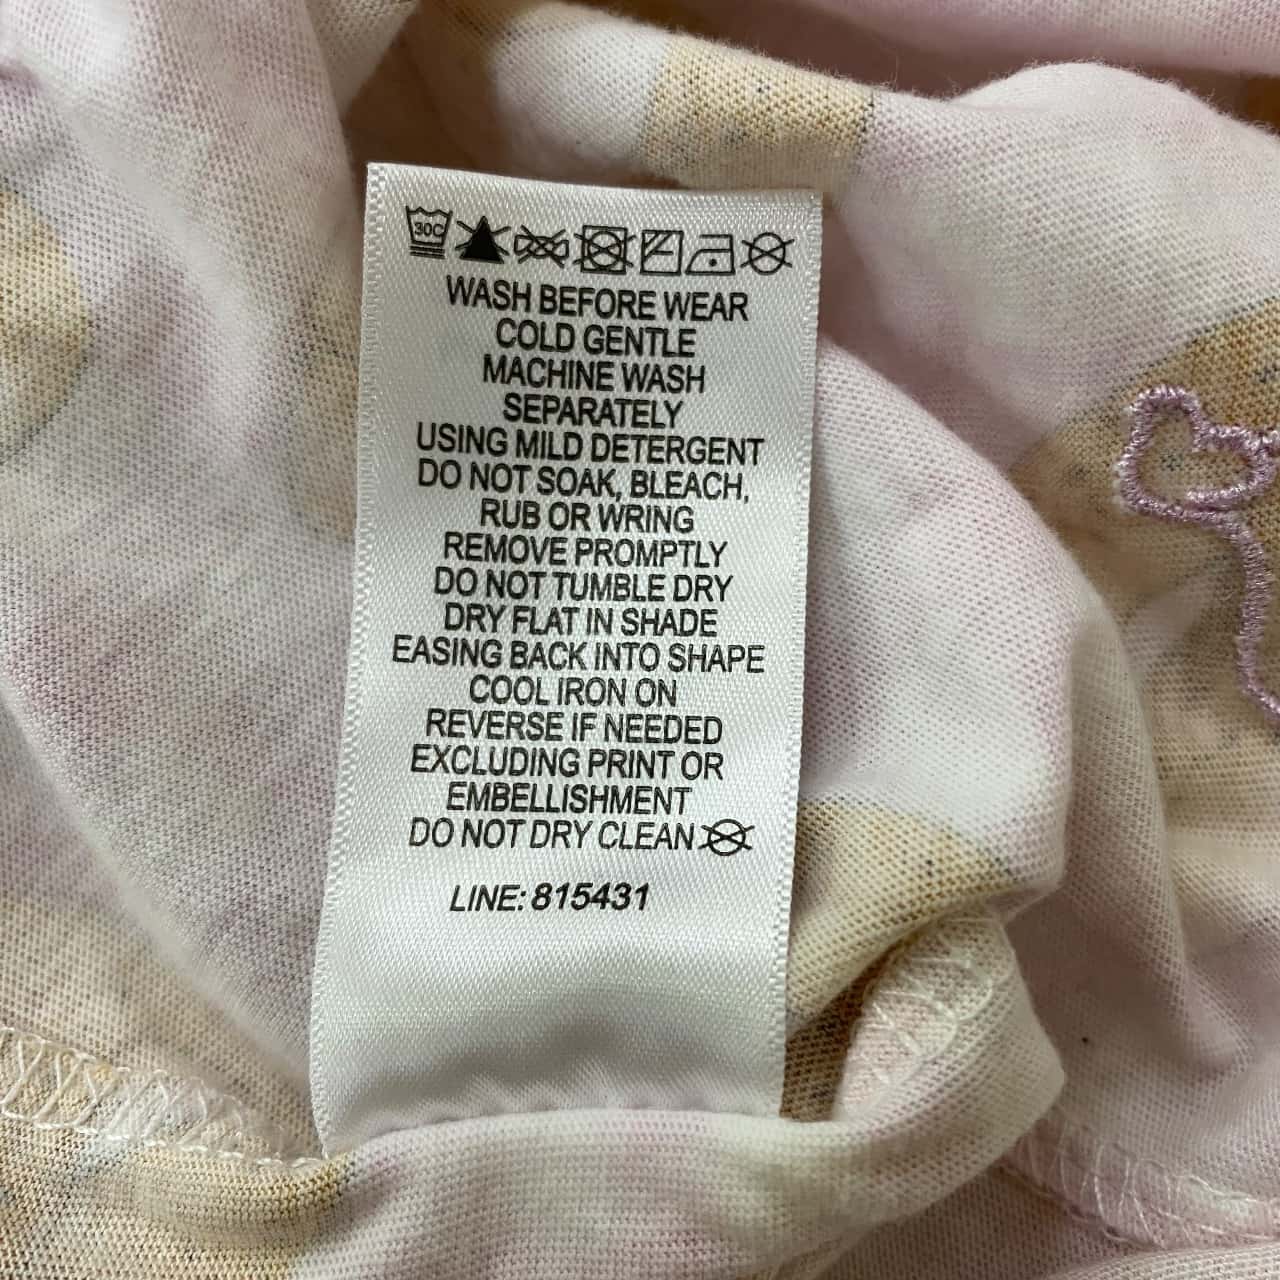 30C
WASH BEFORE WEAR
COLD GENTLE
MACHINE WASH
SEPARATELY
USING MILD DETERGENT
DO NOT SOAK, BLEACH,
RUB OR WRING
REMOVE PROMPTLY
DO NOT TUMBLE DRY
DRY FLAT IN SHADE
EASING BACK INTO SHAPE
COOL IRON ON
REVERSE IF NEEDED
EXCLUDING PRINT OR
EMBELLISHMENT
DO NOT DRY CLEAN
LINE: 815431